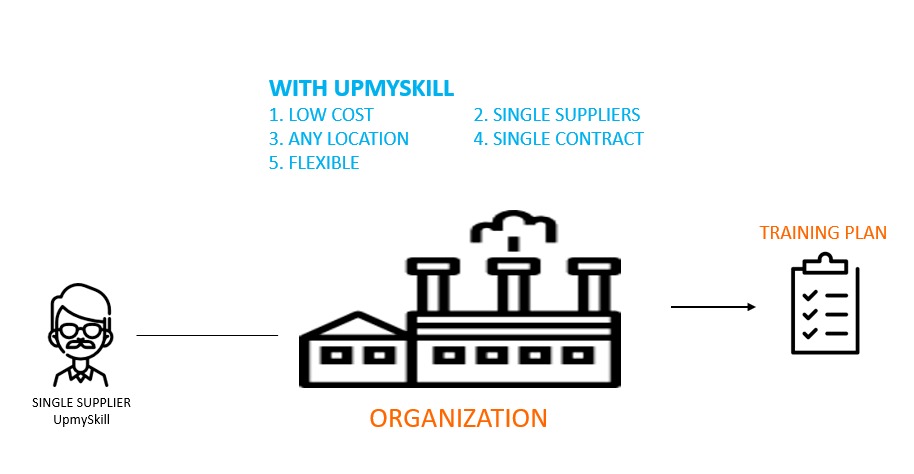 WITH UPMYSKILL
1. LOW COST 2. SINGLE SUPPLIERS
3. ANY LOCATION 4. SINGLE CONTRACT
5. FLEXIBLE
TRAINING PLAN
SINGLE SUPPLIER
UpmySkill
ORGANIZATION